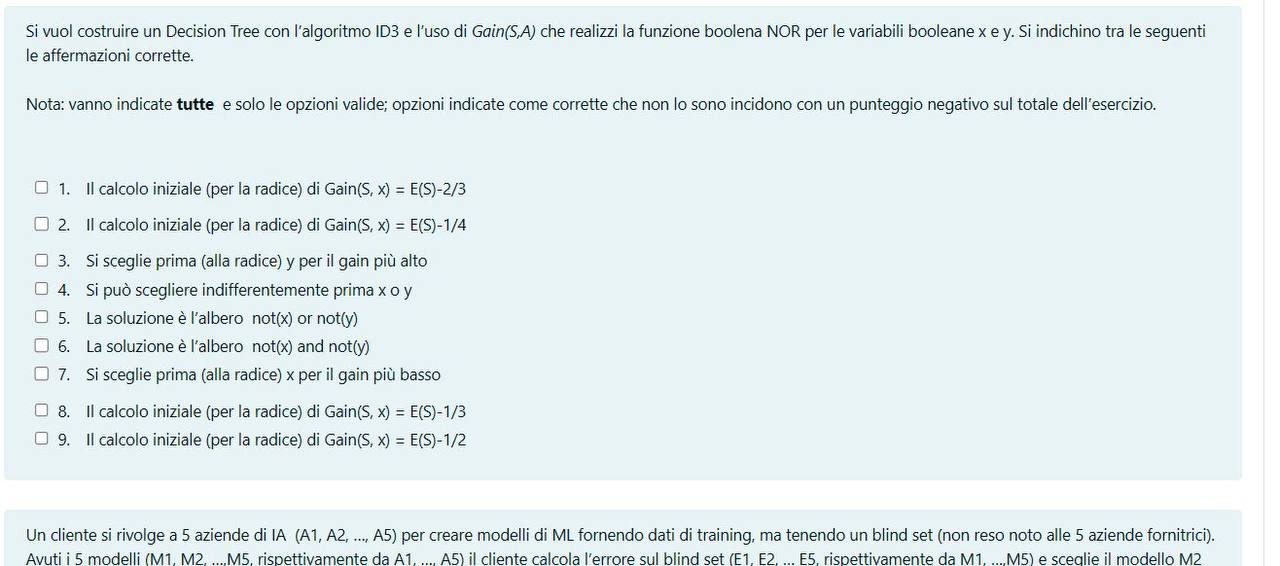 Si vuol costruire un Decision Tree con l'algoritmo ID3 e l'uso di Gain(S,A) che realizzi la funzione boolena NOR per le variabili booleane x e y. Si indichino tra le seguenti
le affermazioni corrette.
Nota: vanno indicate tutte e solo le opzioni valide; opzioni indicate come corrette che non lo sono incidono con un punteggio negativo sul totale dell'esercizio.
1. Il calcolo iniziale (per la radice) di Gain(S, x) = E(S)-2/3
2. Il calcolo iniziale (per la radice) di Gain(S, x) = E(S)-1/4
3. Si sceglie prima (alla radice) y per il gain più alto
4. Si può scegliere indifferentemente prima x o y
5. La soluzione è l'albero not(x) or not(y)
6. La soluzione è l'albero not(x) and not(y)
7. Si sceglie prima (alla radice) x per il gain più basso
8. Il calcolo iniziale (per la radice) di Gain(S, x) = E(S)-1/3
9. Il calcolo iniziale (per la radice) di Gain(S, x) = E(S)-1/2
Un cliente si rivolge a 5 aziende di IA (A1, A2, ..., A5) per creare modelli di ML fornendo dati di training, ma tenendo un blind set (non reso noto alle 5 aziende fornitrici).
Avuti i 5 modelli (M1, M2, ...,M5, rispettivamente da A1, ..., A5) il cliente calcola l'errore sul blind set (E1, E2, ... E5, rispettivamente da M1, ...,M5) e sceglie il modello M2